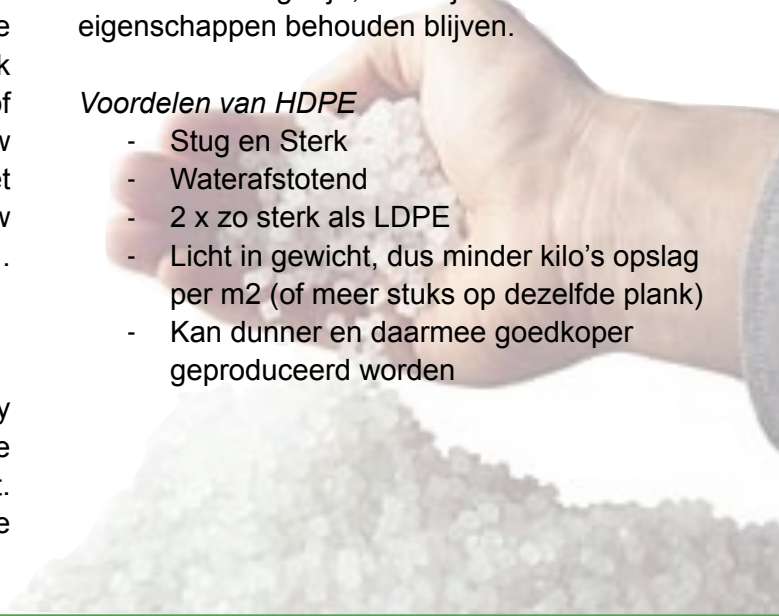 eigenschappen behouden blijven.
Voordelen van HDPE
- Stug en Sterk
- Waterafstotend
- 2 x zo sterk als LDPE
- Licht in gewicht, dus minder kilo's opslag
per m2 (of meer stuks op dezelfde plank)
- Kan dunner en daarmee goedkoper
geproduceerd worden